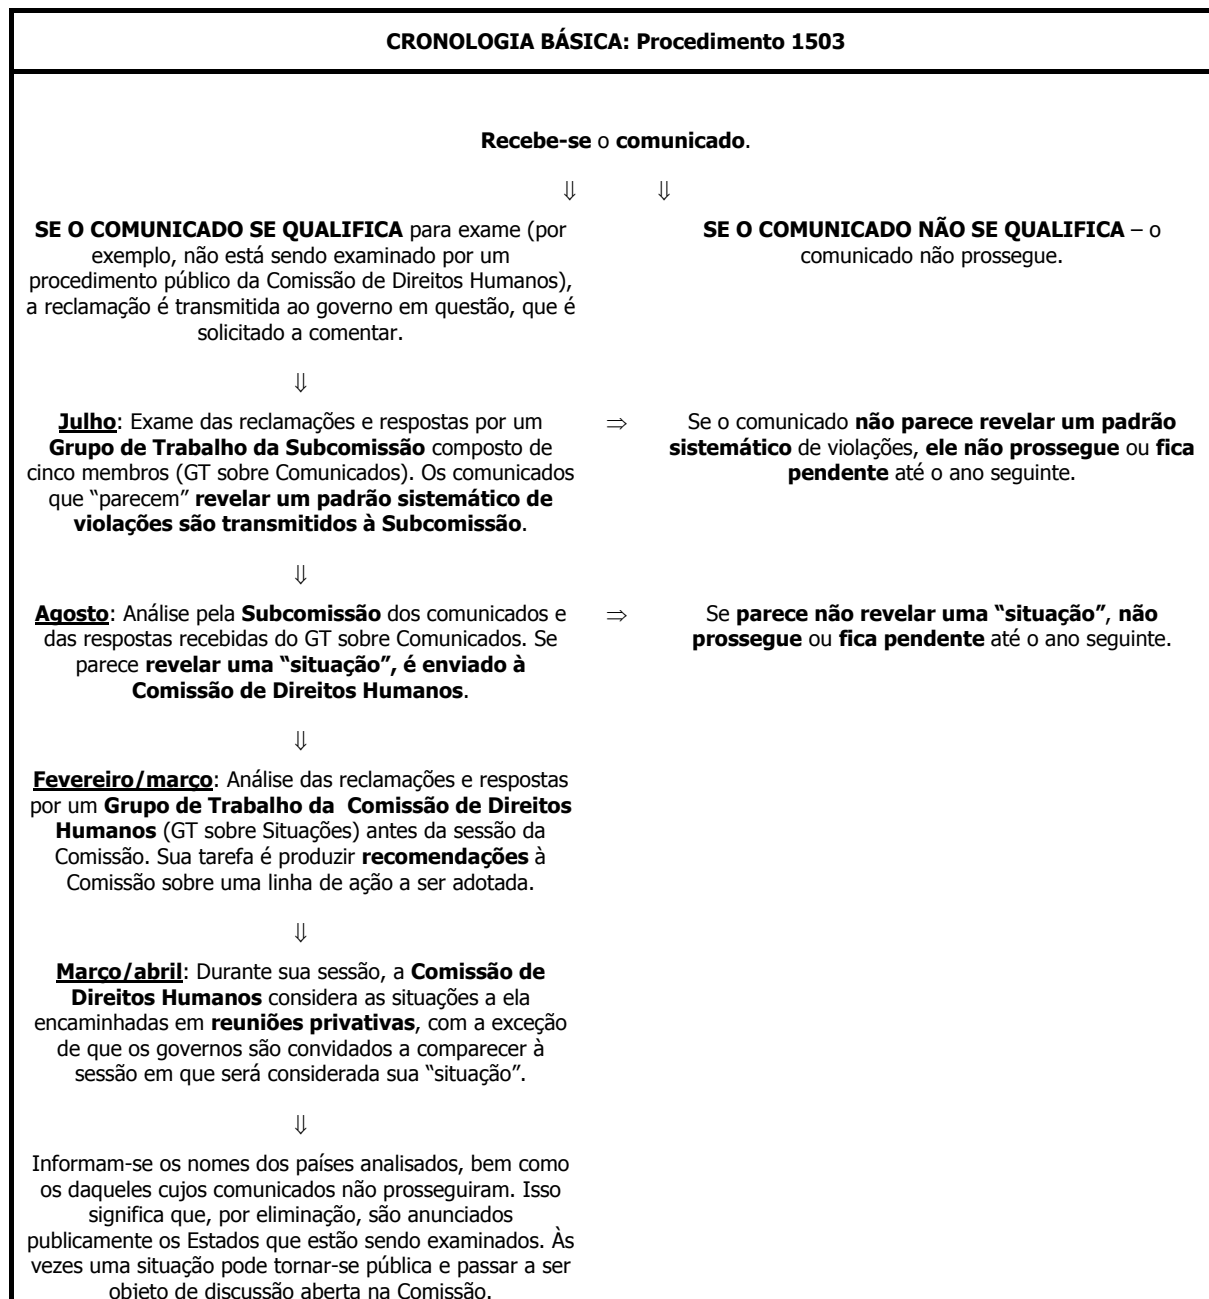 CRONOLOGIA BÁSICA: Procedimento 1503
Recebe-se o comunicado.
⇓ ⇓
SE O COMUNICADO SE QUALIFICA para exame (por
exemplo, não está sendo examinado por um
procedimento público da Comissão de Direitos Humanos),
a reclamação é transmitida ao governo em questão, que é
solicitado a comentar.
SE O COMUNICADO NÃO SE QUALIFICA – o
comunicado não prossegue.
⇓
Julho: Exame das reclamações e respostas por um
Grupo de Trabalho da Subcomissão composto de
cinco membros (GT sobre Comunicados). Os comunicados
que “parecem” revelar um padrão sistemático de
violações são transmitidos à Subcomissão.
⇒
Se o comunicado não parece revelar um padrão
sistemático de violações, ele não prossegue ou fica
pendente até o ano seguinte.
⇓
Agosto: Análise pela Subcomissão dos comunicados e
das respostas recebidas do GT sobre Comunicados. Se
parece revelar uma “situação”, é enviado à
Comissão de Direitos Humanos.
⇒
Se parece não revelar uma “situação”, não
prossegue ou fica pendente até o ano seguinte.
⇓
Fevereiro/março: Análise das reclamações e respostas
por um Grupo de Trabalho da Comissão de Direitos
Humanos (GT sobre Situações) antes da sessão da
Comissão. Sua tarefa é produzir recomendações à
Comissão sobre uma linha de ação a ser adotada.
⇓
Março/abril: Durante sua sessão, a Comissão de
Direitos Humanos considera as situações a ela
encaminhadas em reuniões privativas, com a exceção
de que os governos são convidados a comparecer à
sessão em que será considerada sua “situação”.
⇓
Informam-se os nomes dos países analisados, bem como
os daqueles cujos comunicados não prosseguiram. Isso
significa que, por eliminação, são anunciados
publicamente os Estados que estão sendo examinados. Às
vezes uma situação pode tornar-se pública e passar a ser
objeto de discussão aberta na Comissão.